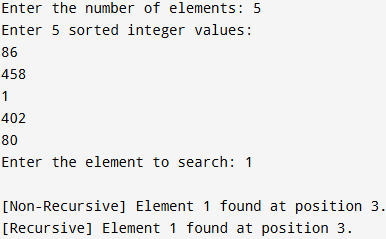 Enter the number of elements: 5
Enter 5 sorted integer values:
86
458
1
402
80
Enter the element to search: 1
[Non-Recursive] Element 1 found at position 3.
[Recursive] Element 1 found at position 3.